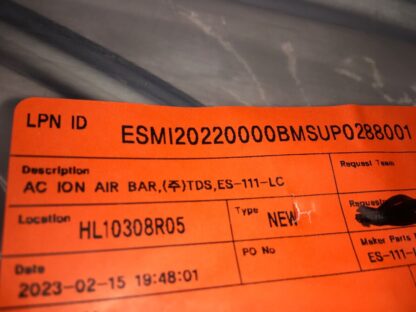 LPN ID ESMI20220000BMSUP0288001
Description
AC ION AIR BAR,(주)TDS,ES-111-LC
Request Team
Location HL10308R05
Type NEW
Date
2023-02-15 19:48:01
PO No
Maker Parts
ES-111-